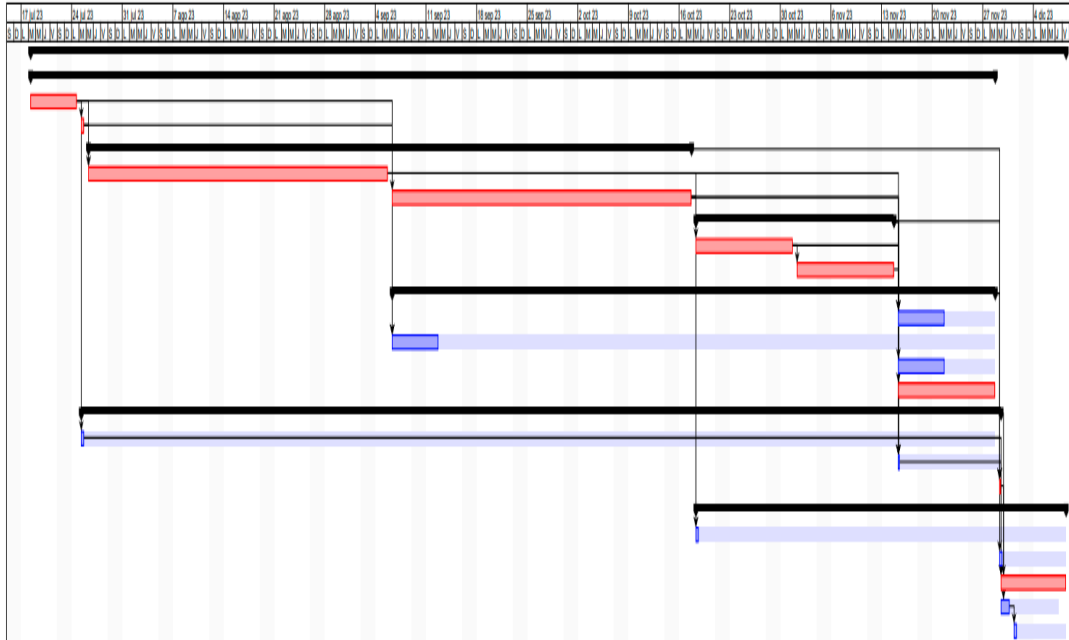 17 jul 23 24 jul 23 31 jul 23 7 ago 23 14 ago 23 21 ago 23 28 ago 23 4 sep 23 11 sep 23 18 sep 23 25 sep 23 2 oct 23 9 oct 23 16 oct 23 23 oct 23 30 oct 23 6 nov 23 13 nov 23 20 nov 23 27 nov 23 4 dic 23
S D L M M J V S D L M M J V S D L M M J V S D L M M J V S D L M M J V S D L M M J V S D L M M J V S D L M M J V S D L M M J V S D L M M J V S D L M M J V S D L M M J V S D L M M J V S D L M M J V S D L M M J V S D L M M J V S D L M M J V S D L M M J V S D L M M J V S D L M M J V S D L M M J V